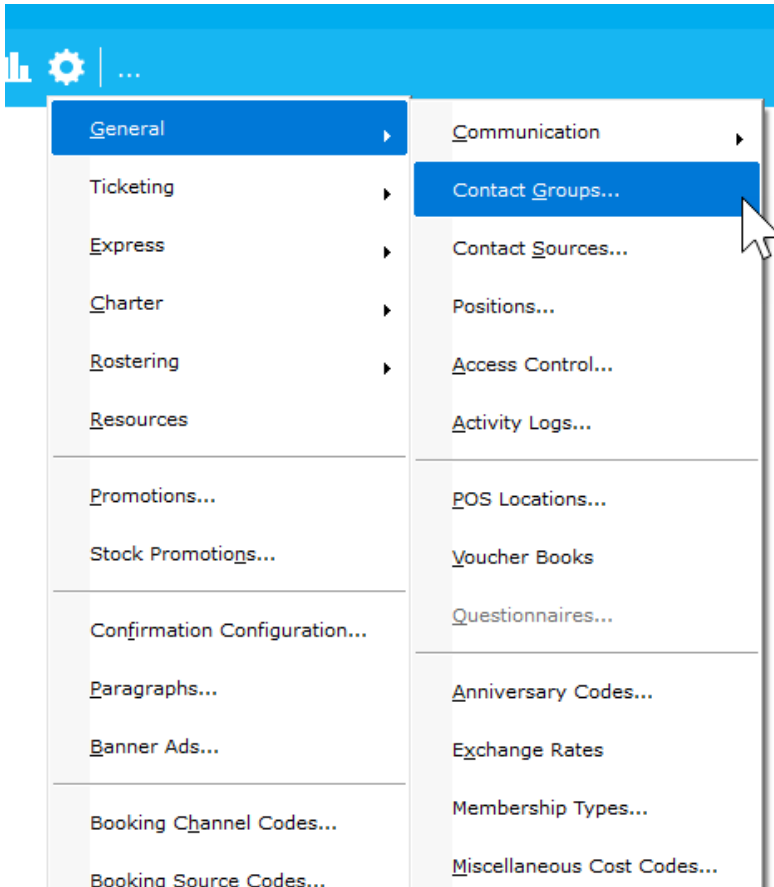 ...
General
Ticketing
Express
Charter
Rostering
Resources
Promotions...
Stock Promotions...
Confirmation Configuration...
Paragraphs...
Banner Ads...
Booking Channel Codes...
Booking Source Codes...
Communication
Contact Groups...
Contact Sources...
Positions...
Access Control...
Activity Logs...
POS Locations...
Voucher Books
Questionnaires...
Anniversary Codes...
Exchange Rates
Membership Types...
Miscellaneous Cost Codes...